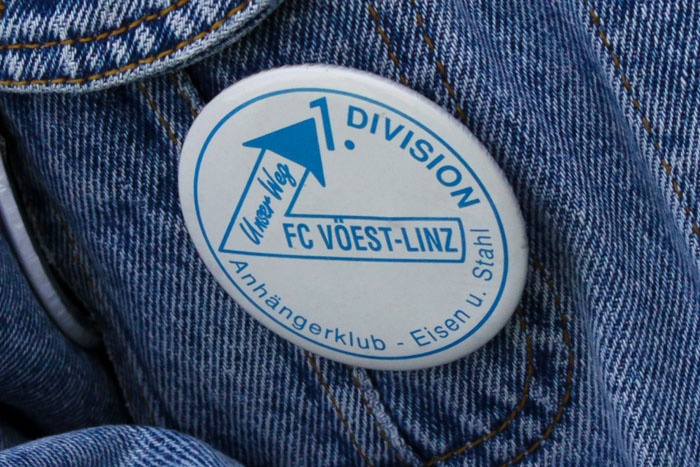 1. DIVISION
Unser Weg
FC VÖEST-LINZ
Anhängerklub - Eisen u. Stahl